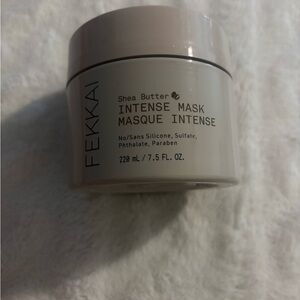 FEKKAI
Shea Butter
INTENSE MASK
MASQUE INTENSE
No/Sans Silicone, Sulfate,
Phthalate, Paraben
220 mL / 7.5 FL. OZ.